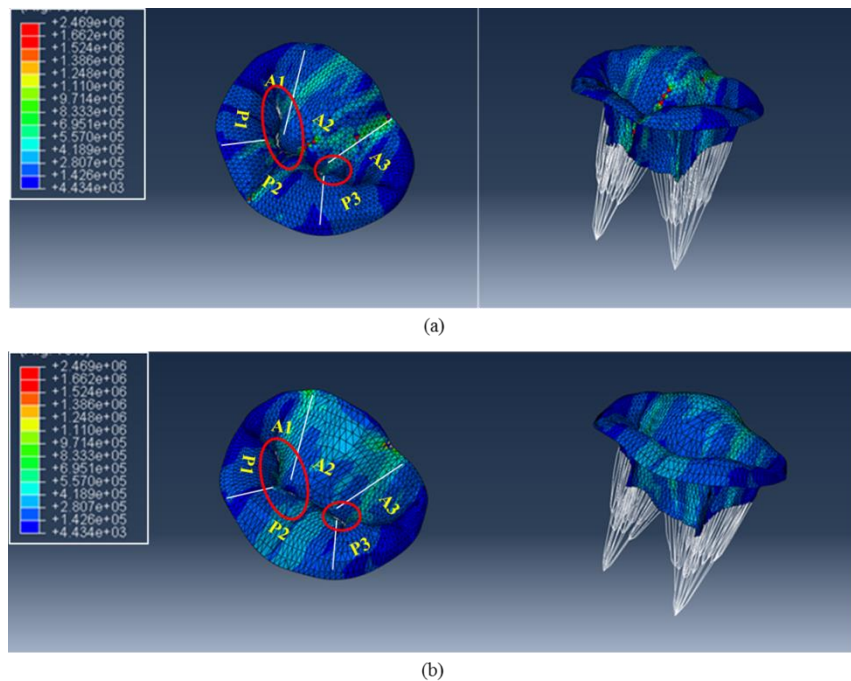 +2.469e+06
+1.662e+06
+1.524e+06
+1.386e+06
+1.248e+06
+1.110e+06
+9.714e+05
+8.333e+05
+6.951e+05
+5.570e+05
+4.189e+05
+2.807e+05
+1.426e+05
+4.434e+03
A1
A2
A3
P1
P2
P3
(a)
+2.469e+06
+1.662e+06
+1.524e+06
+1.386e+06
+1.248e+06
+1.110e+06
+9.714e+05
+8.333e+05
+6.951e+05
+5.570e+05
+4.189e+05
+2.807e+05
+1.426e+05
+4.434e+03
A1
A2
A3
P1
P2
P3
(b)